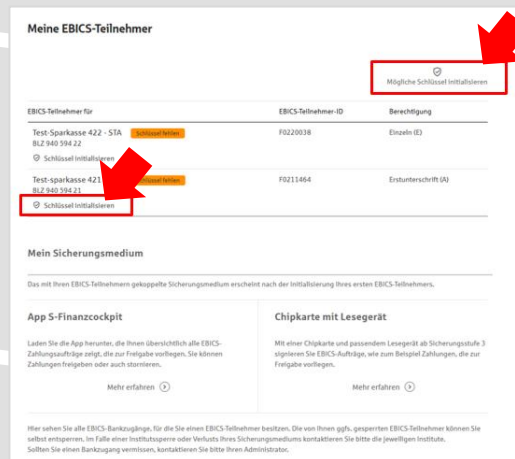 Meine EBICS-Teilnehmer
Mögliche Schlüssel initialisieren
EBICS-Teilnehmer für EBICS-Teilnehmer-ID Berechtigung
Test-Sparkasse 422 - STA Schlüssel fehlen F0220038 Einzeln (E)
BLZ 940 594 22
Schlüssel initialisieren
Test-sparkasse 421 Schlüssel fehlen F0211464 Erstunterschrift (A)
BLZ 940 594 21
Schlüssel initialisieren
Mein Sicherungsmedium
Das mit Ihren EBICS-Teilnehmern gekoppelte Sicherungsmedium erscheint nach der Initialisierung Ihres ersten EBICS-Teilnehmers.
App S-Finanzcockpit
Laden Sie die App herunter, die Ihnen übersichtlich alle EBICS-
Zahlungsaufträge zeigt, die zur Freigabe vorliegen. Sie können
Zahlungen freigeben oder auch stornieren.
Mehr erfahren
Chipkarte mit Lesegerät
Mit einer Chipkarte und passendem Lesegerät ab Sicherungsstufe 3
signieren Sie EBICS-Aufträge, wie zum Beispiel Zahlungen, die zur
Freigabe vorliegen.
Mehr erfahren
Hier sehen Sie alle EBICS-Bankzugänge, für die Sie einen EBICS-Teilnehmer besitzen. Die von Ihnen ggfs. gesperrten EBICS-Teilnehmer können Sie
selbst entsperren. Im Falle einer Institutssperre oder Verlusts Ihres Sicherungsmediums kontaktieren Sie bitte die jeweiligen Institute.
Sollten Sie einen Bankzugang vermissen, kontaktieren Sie bitte Ihren Administrator.